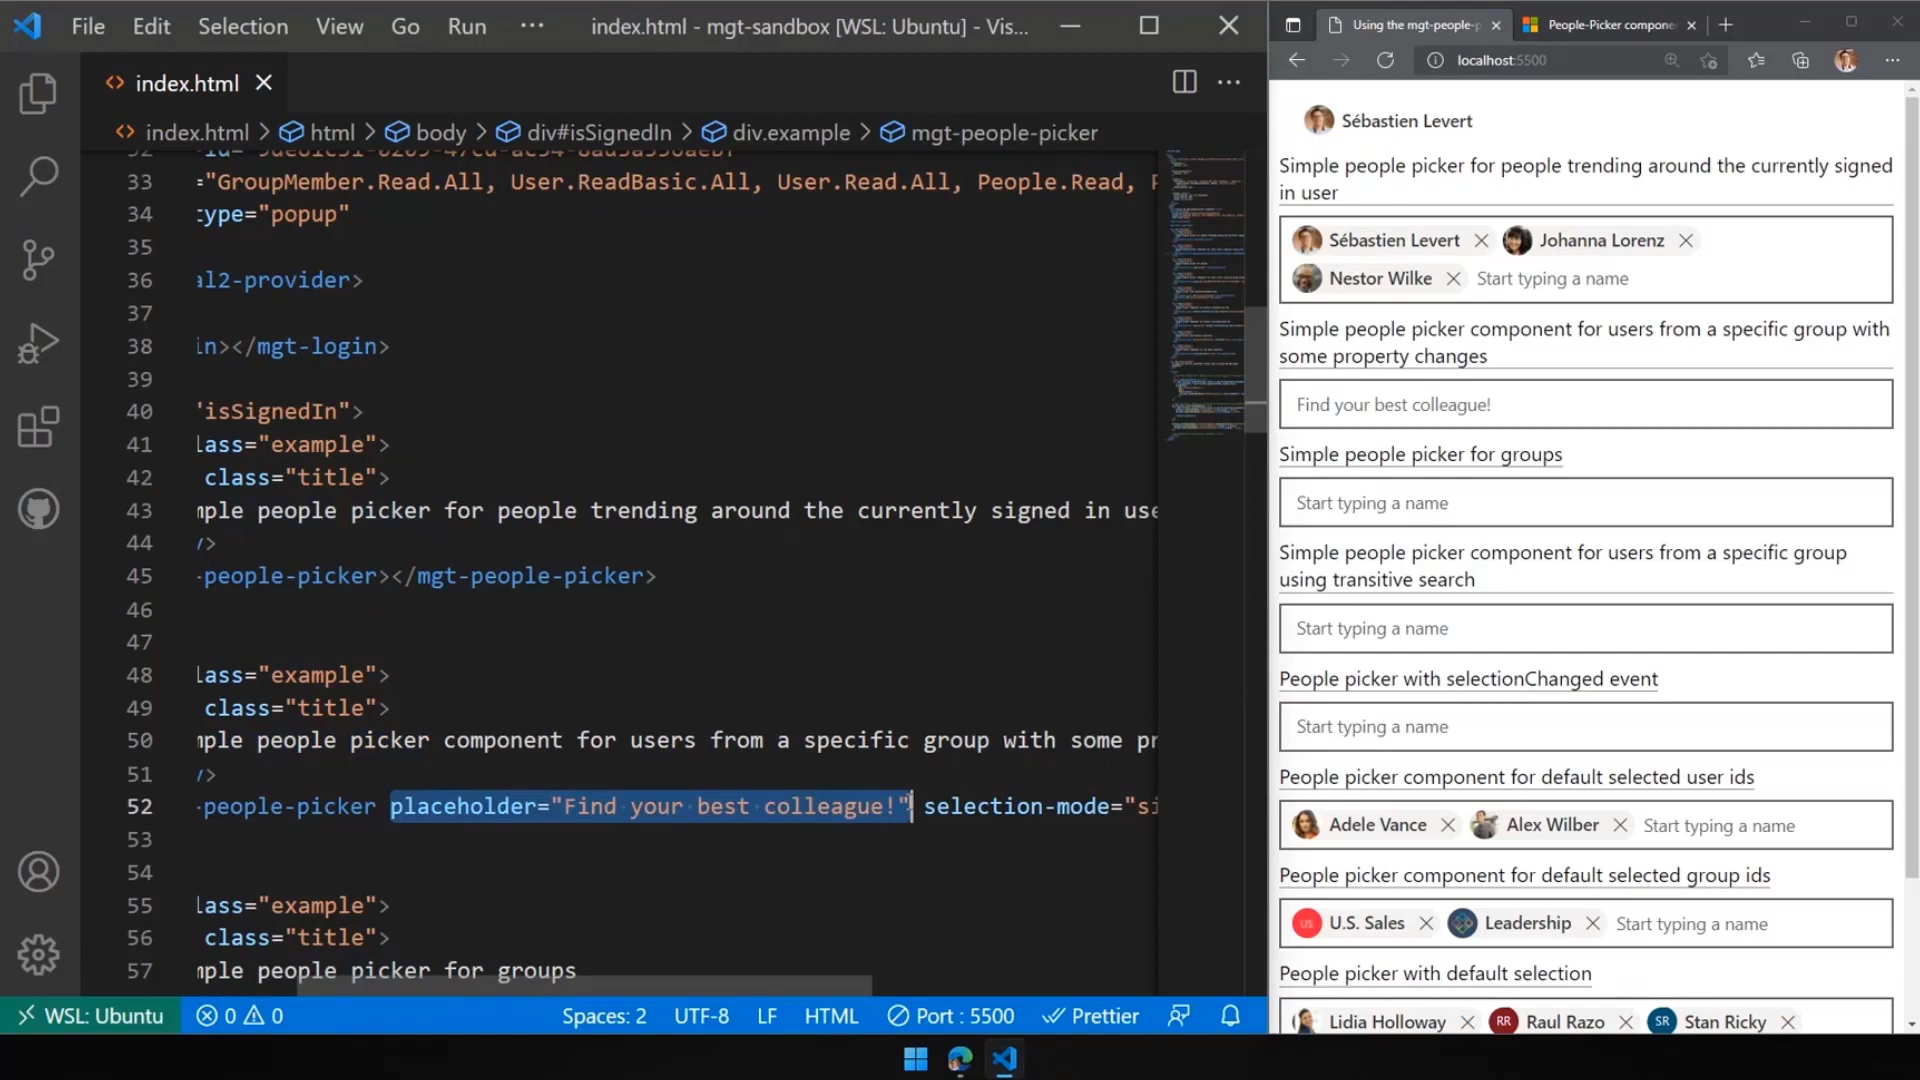 File Edit Selection View Go Run ··· index.html - mgt-sandbox [WSL: Ubuntu] - Vis...
index.html
index.html > html > body > div#isSignedIn > div.example > mgt-people-picker
33 ="GroupMember.Read.All, User.ReadBasic.All, User.Read.All, People.Read, P
34 type="popup"
35
36 al2-provider>
37
38 in></mgt-login>
39
40 "isSignedIn">
41 lass="example">
42 class="title">
43 mple people picker for people trending around the currently signed in use
44 />
45 -people-picker></mgt-people-picker>
46
47
48 lass="example">
49 class="title">
50 mple people picker component for users from a specific group with some pr
51 />
52 -people-picker placeholder="Find your best colleague!" selection-mode="si
53
54
55 lass="example">
56 class="title">
57 mple people picker for groups
WSL: Ubuntu 0 0 Spaces: 2 UTF-8 LF HTML Port : 5500 Prettier
Using the mgt-people-p People-Picker compone
localhost:5500
Sébastien Levert
Simple people picker for people trending around the currently signed
in user
Sébastien Levert Johanna Lorenz
Nestor Wilke Start typing a name
Simple people picker component for users from a specific group with
some property changes
Find your best colleague!
Simple people picker for groups
Start typing a name
Simple people picker component for users from a specific group
using transitive search
Start typing a name
People picker with selectionChanged event
Start typing a name
People picker component for default selected user ids
Adele Vance Alex Wilber Start typing a name
People picker component for default selected group ids
US U.S. Sales Leadership Start typing a name
People picker with default selection
Lidia Holloway RR Raul Razo SR Stan Ricky